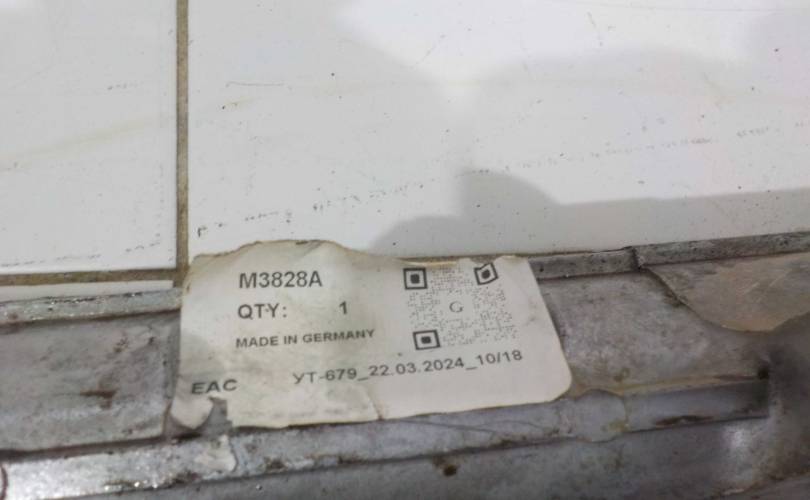 M3828A
QTY: 1
MADE IN GERMANY
G
EAC УТ-679_22.03.2024_10/18